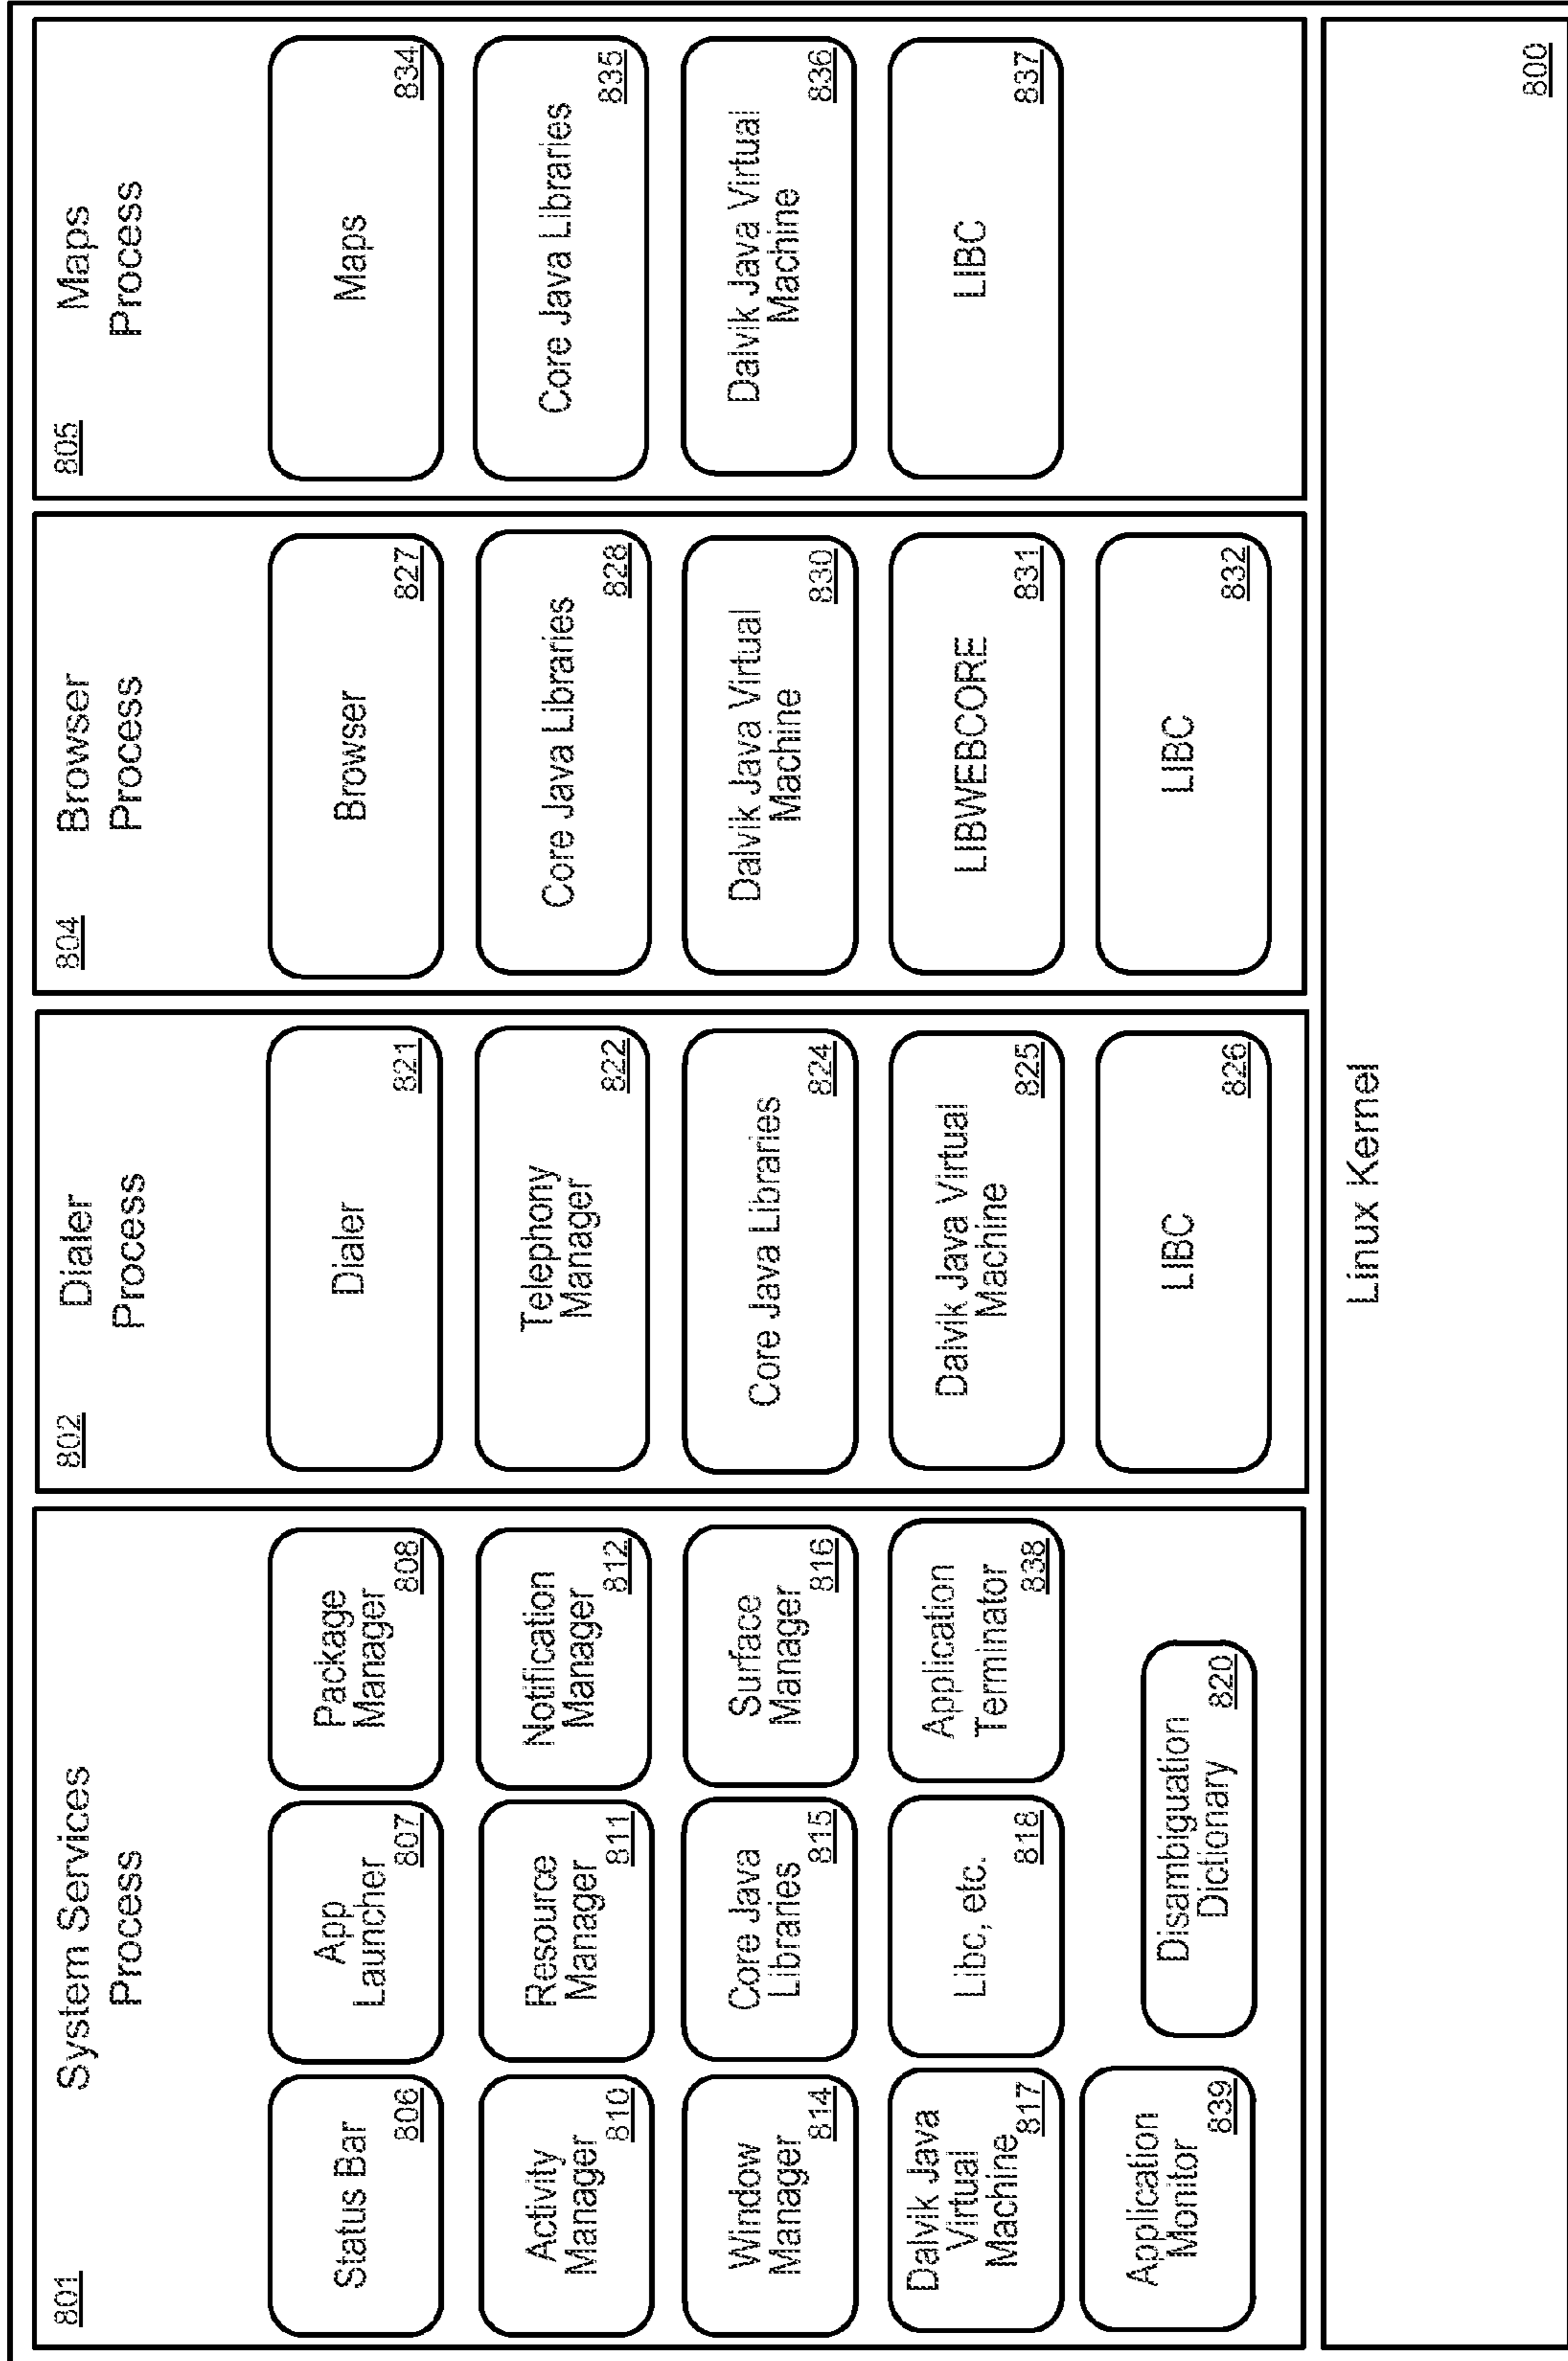 801
System Services
Process
Status Bar
806
App
Launcher
807
Package
Manager
808
Activity
Manager
810
Resource
Manager
811
Notification
Manager
812
Window
Manager
814
Core Java
Libraries
815
Surface
Manager
816
Dalvik Java
Virtual
Machine
817
Libc, etc.
818
Application
Terminator
838
Application
Monitor
839
Disambiguation
Dictionary
820
802
Dialer
Process
Dialer
821
Telephony
Manager
822
Core Java Libraries
824
Dalvik Java Virtual
Machine
825
LIBC
826
804
Browser
Process
Browser
827
Core Java Libraries
828
Dalvik Java Virtual
Machine
830
LIBWEBCORE
831
LIBC
832
805
Maps
Process
Maps
834
Core Java Libraries
835
Dalvik Java Virtual
Machine
836
LIBC
837
Linux Kernel
800